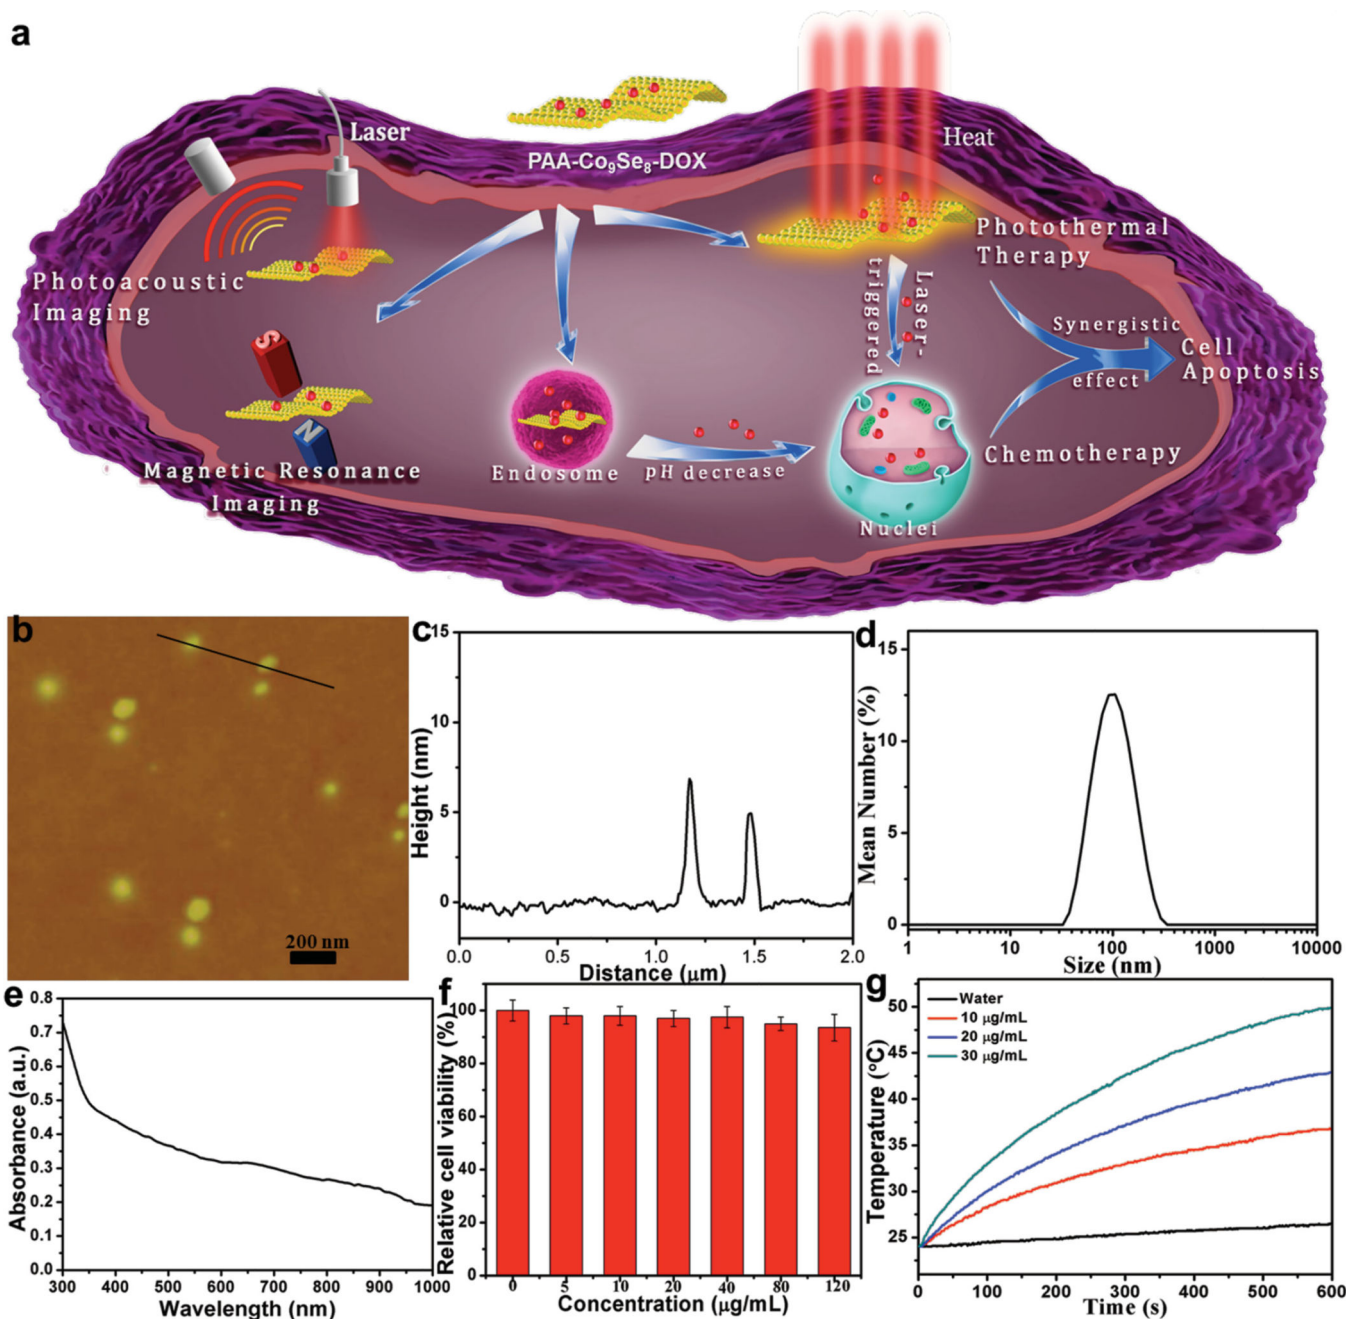 a
Laser
PAA-Co₉Se₈-DOX
Heat
Photoacoustic
Imaging
Photothermal
Therapy
Laser-
triggered
Synergistic
effect
Cell
Apoptosis
S
N
Magnetic Resonance
Imaging
Endosome
pH decrease
Chemotherapy
Nuclei
b
200 nm
c
Height (nm)
15
10
5
0
0.0 0.5 1.0 1.5 2.0
Distance (μm)
d
Mean Number (%)
15
10
5
0
1 10 100 1000 10000
Size (nm)
e
Absorbance (a.u.)
0.8
0.7
0.6
0.5
0.4
0.3
0.2
0.1
0.0
300 400 500 600 700 800 900 1000
Wavelength (nm)
f
Relative cell viability (%)
100
80
60
40
20
0
0 5 10 20 40 80 120
Concentration (μg/mL)
g
Water
10 μg/mL
20 μg/mL
30 μg/mL
Temperature (°C)
50
45
40
35
30
25
0 100 200 300 400 500 600
Time (s)